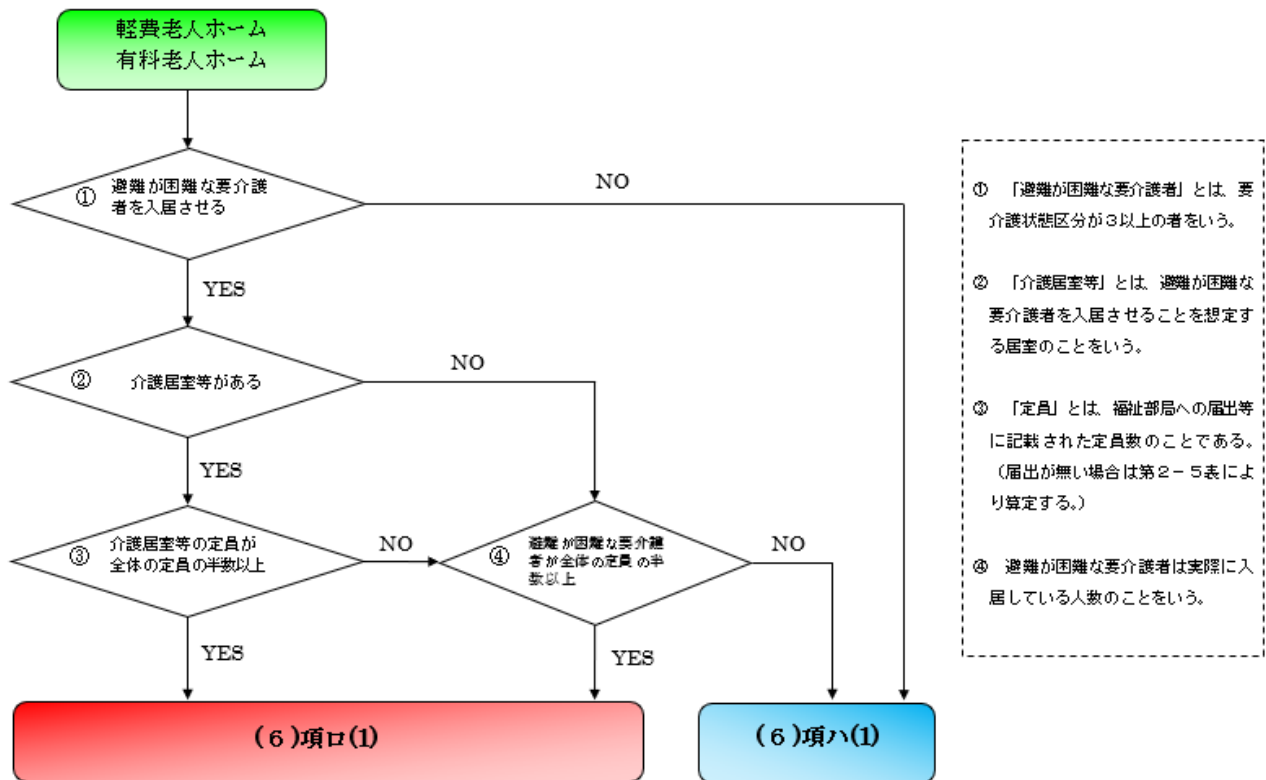 軽費老人ホーム
有料老人ホーム
① 避難が困難な要介護
者を入居させる
NO
YES
② 介護居室等がある
NO
YES
③ 介護居室等の定員が
全体の定員の半数以上
NO
④ 避難が困難な要介護
者が全体の定員の半
数以上
NO
YES
YES
(6)項ロ(1)
(6)項ハ(1)
① 「避難が困難な要介護者」とは、要
介護状態区分が3以上の者をいう。
② 「介護居室等」とは、避難が困難な
要介護者を入居させることを想定す
る居室のことをいう。
③ 「定員」とは、福祉部局への届出等
に記載された定員数のことである。
(届出が無い場合は第2-5表によ
り算定する。)
④ 避難が困難な要介護者は実際に入
居している人数のことをいう。